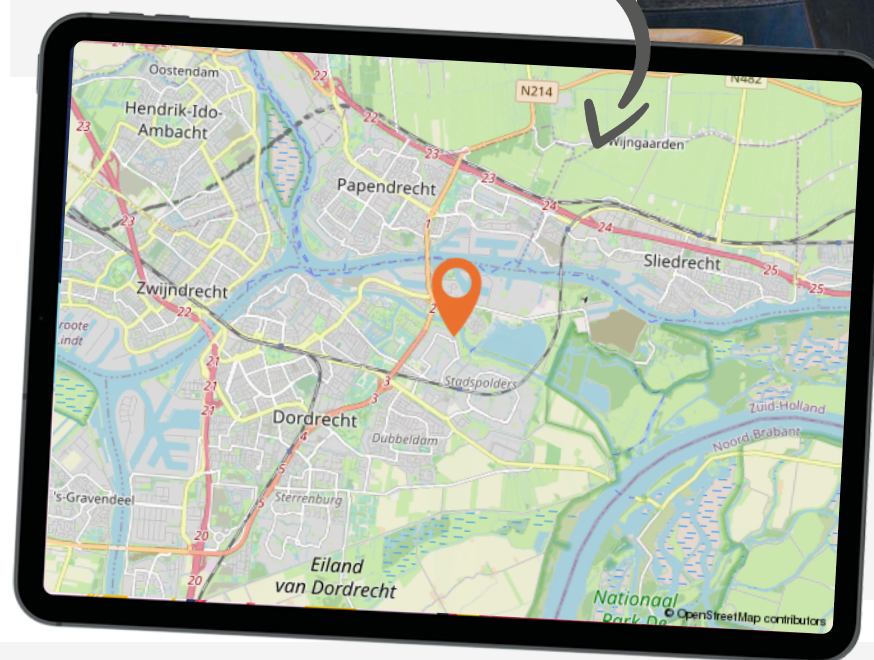 22
Oostendam
N214
N482
Hendrik-Ido-
Ambacht
22
23
23
Wijngaarden
23
Papendrecht
24
23
1
24
Sliedrecht
25
25
Zwijndrecht
22
2
roote
Lindt
21
21
21
3
3
Stadspolders
Dordrecht
4
Dubbeldam
Zuid-Holland
Noord Brabant
5
5
's-Gravendeel
Sterrenburg
20
20
Eiland
van Dordrecht
Nationaal
Park De
© OpenStreetMap contributors